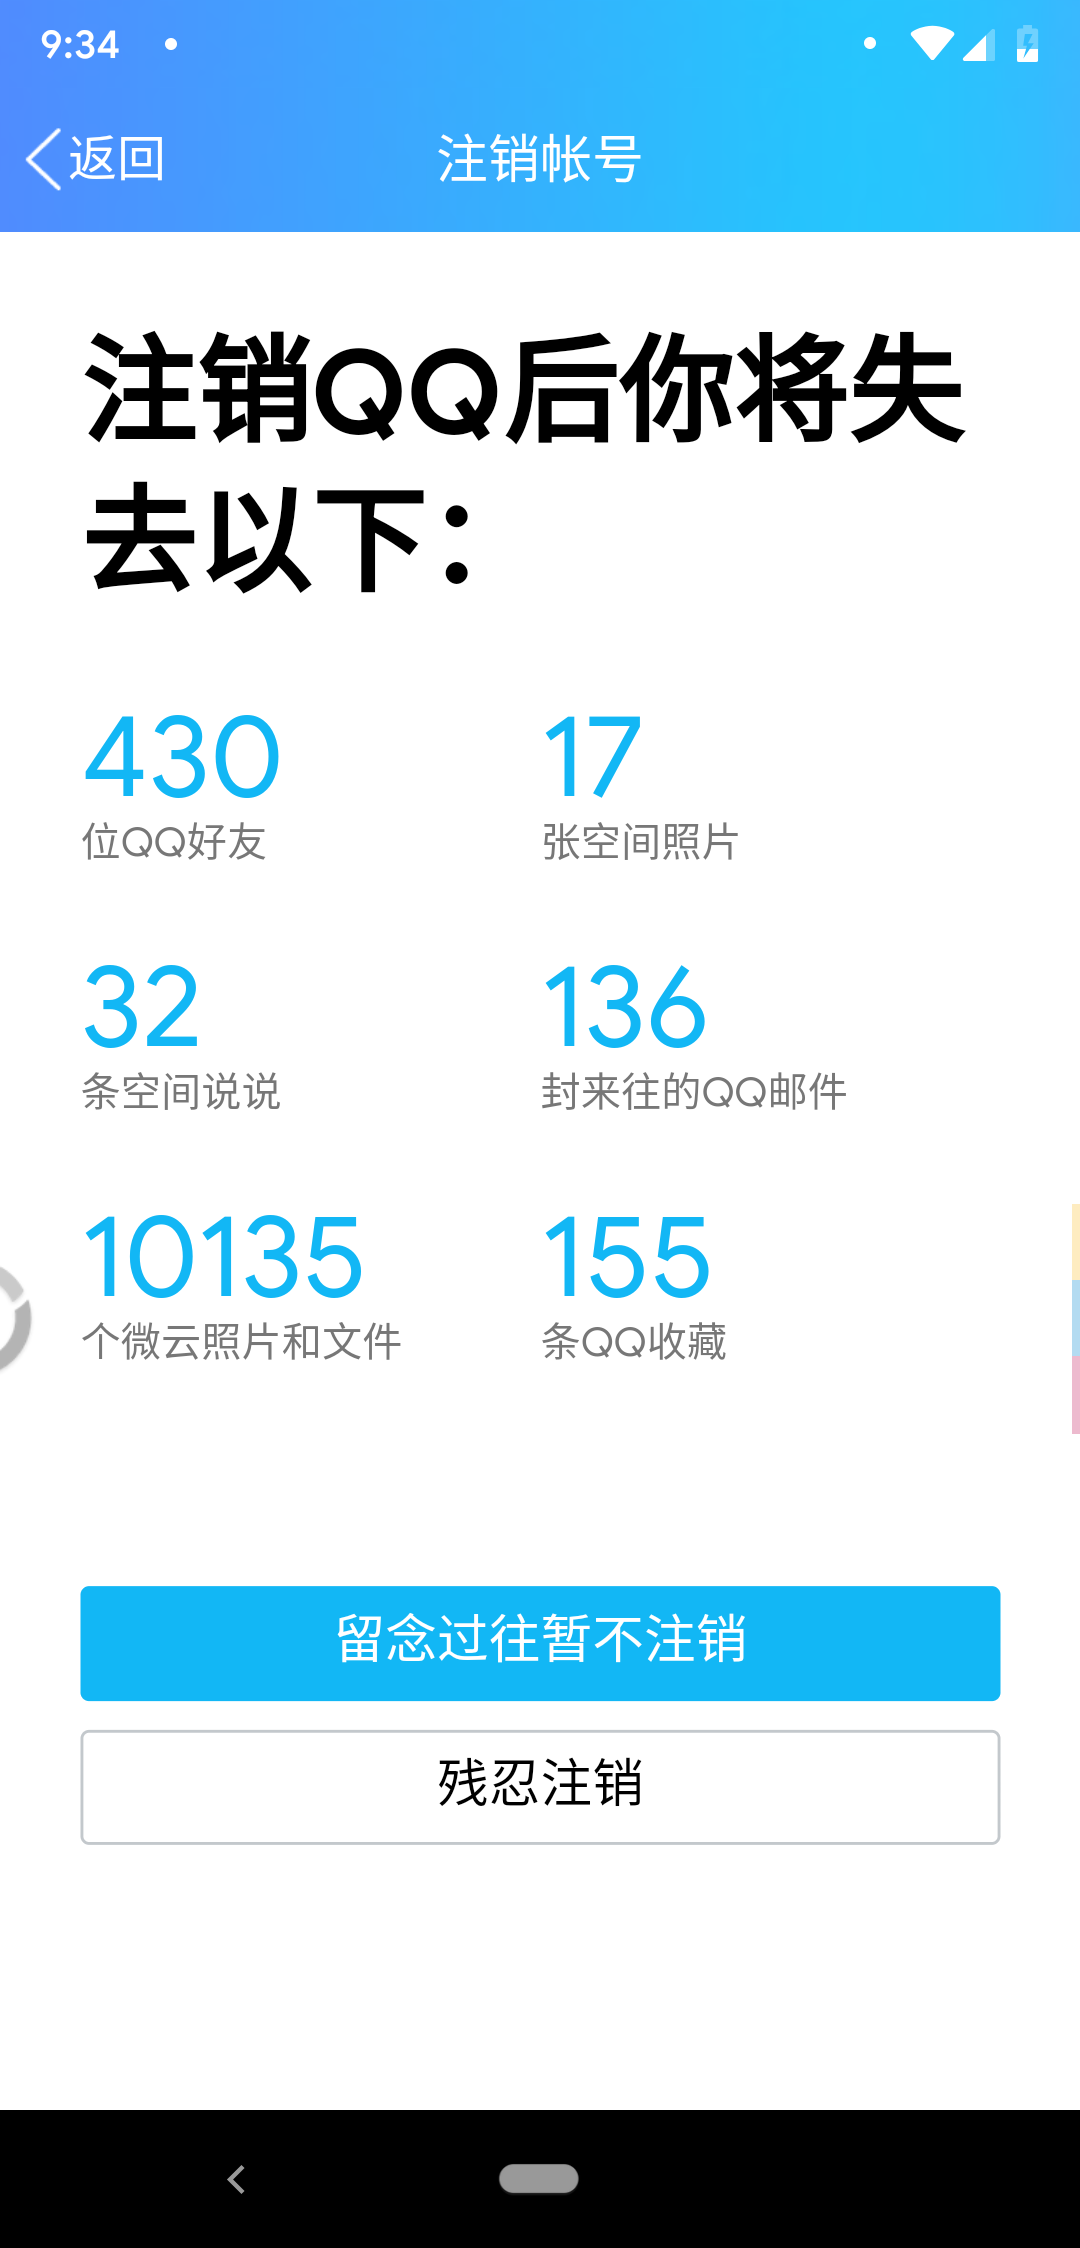 9:34
返回
注销帐号
注销QQ后你将失
去以下：
430
17
位QQ好友
张空间照片
32
136
条空间说说
封来往的QQ邮件
10135
155
个微云照片和文件
条QQ收藏
留念过往暂不注销
残忍注销